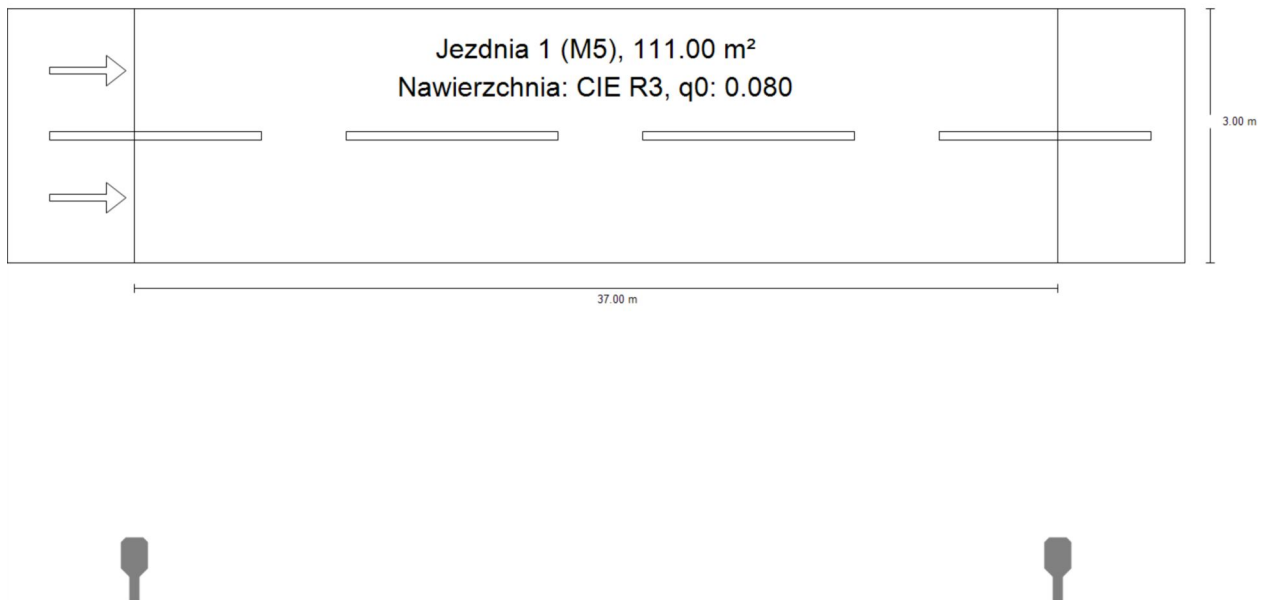 Jezdnia 1 (M5), 111.00 m²
Nawierzchnia: CIE R3, q0: 0.080
3.00 m
37.00 m